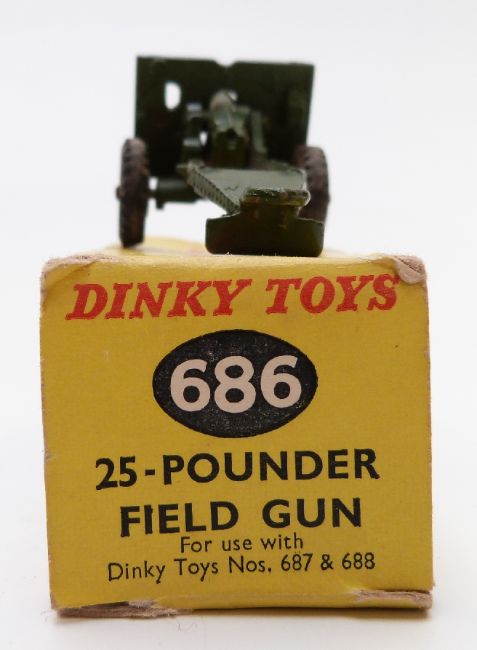 DINKY TOYS
686
25-POUNDER
FIELD GUN
For use with
Dinky Toys Nos. 687 & 688